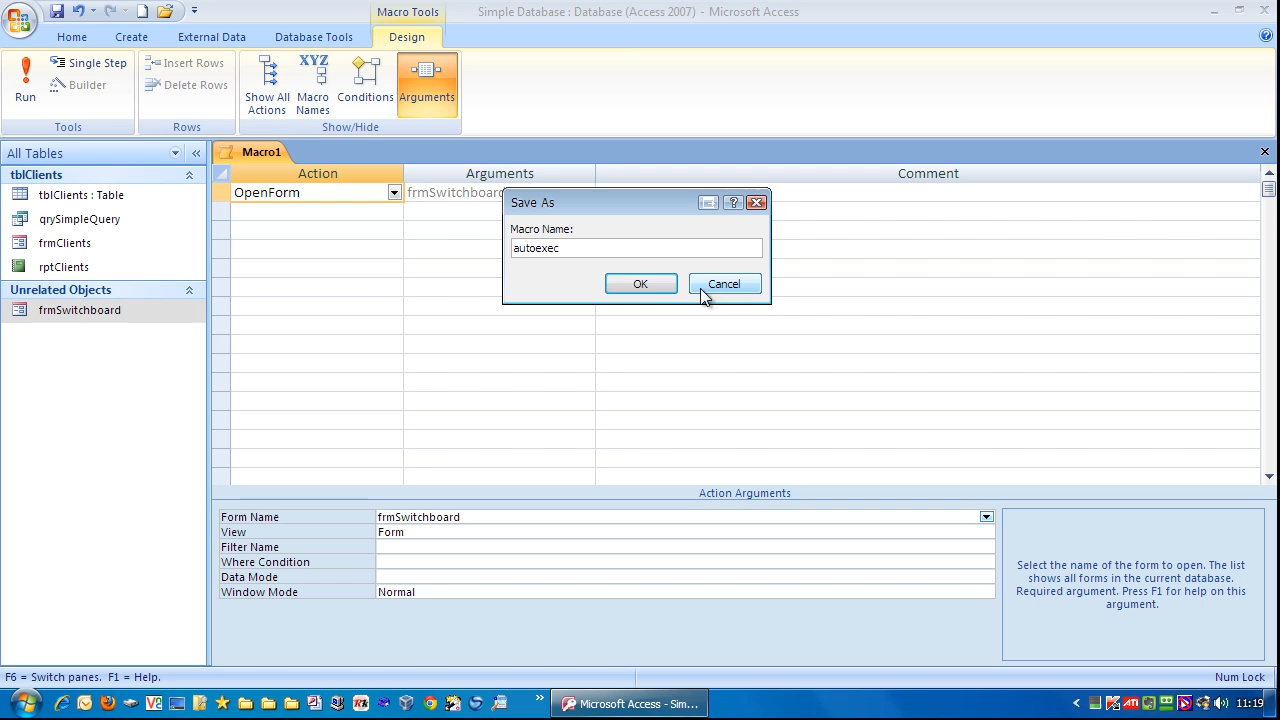 Macro Tools
Simple Database : Database (Access 2007) - Microsoft Access
Home
Create
External Data
Database Tools
Design
Run
Single Step
Builder
Tools
Insert Rows
Delete Rows
Rows
Show All Actions
XYZ
Macro Names
Conditions
Arguments
Show/Hide
All Tables
tblClients
tblClients : Table
qrySimpleQuery
frmClients
rptClients
Unrelated Objects
frmSwitchboard
Macro1
Action
Arguments
Comment
OpenForm
frmSwitchboard
Save As
?
Macro Name:
autoexec
OK
Cancel
Action Arguments
Form Name
frmSwitchboard
View
Form
Filter Name
Where Condition
Data Mode
Window Mode
Normal
Select the name of the form to open. The list
shows all forms in the current database.
Required argument. Press F1 for help on this
argument.
F6 = Switch panes. F1 = Help.
Num Lock
Microsoft Access - Sim...
ATI
11:19